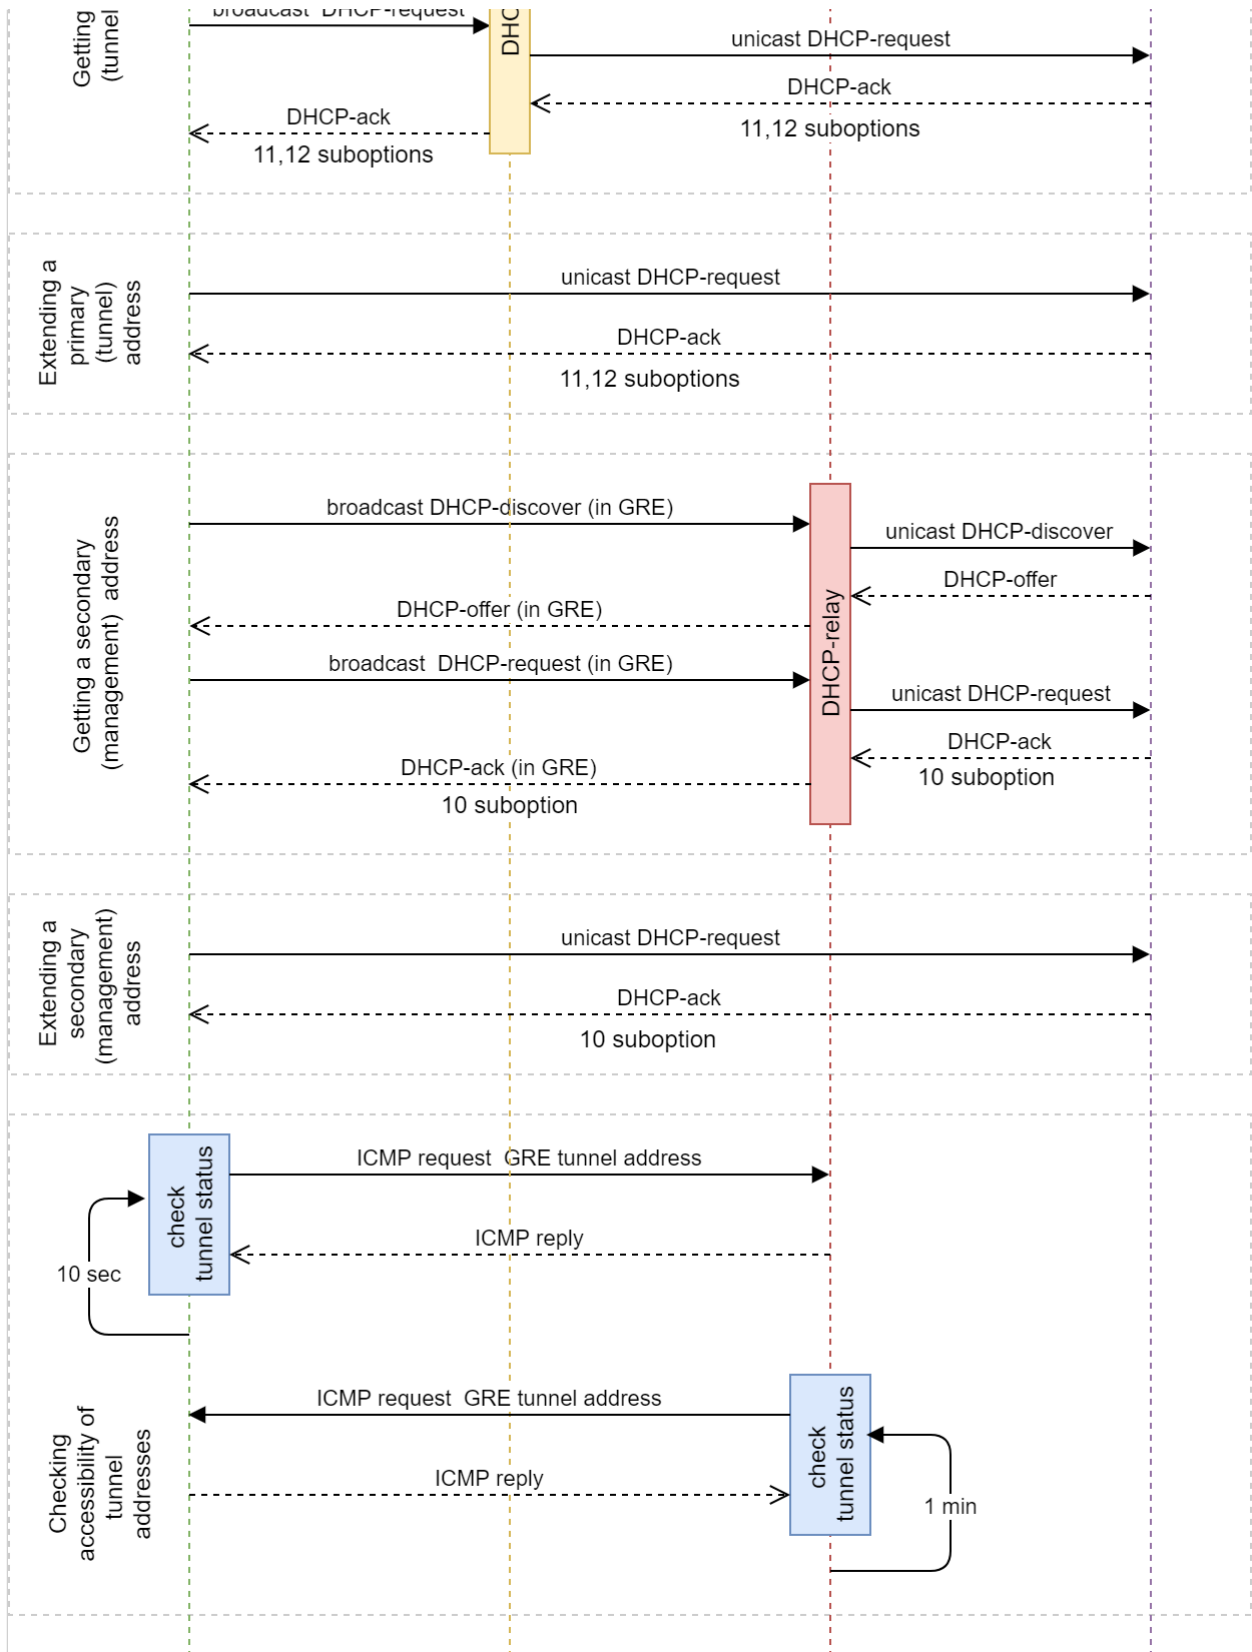 broadcast DHCP-request
Getting
(tunnel
DHC
unicast DHCP-request
DHCP-ack
11,12 suboptions
DHCP-ack
11,12 suboptions
Extending a
primary
(tunnel)
address
unicast DHCP-request
DHCP-ack
11,12 suboptions
Getting a secondary
(management) address
broadcast DHCP-discover (in GRE)
unicast DHCP-discover
DHCP-offer
DHCP-offer (in GRE)
DHCP-relay
broadcast DHCP-request (in GRE)
unicast DHCP-request
DHCP-ack
10 suboption
DHCP-ack (in GRE)
10 suboption
Extending a
secondary
(management)
address
unicast DHCP-request
DHCP-ack
10 suboption
check
tunnel status
ICMP request GRE tunnel address
ICMP reply
10 sec
Checking
accessibility of
tunnel
addresses
ICMP request GRE tunnel address
check
tunnel status
ICMP reply
1 min